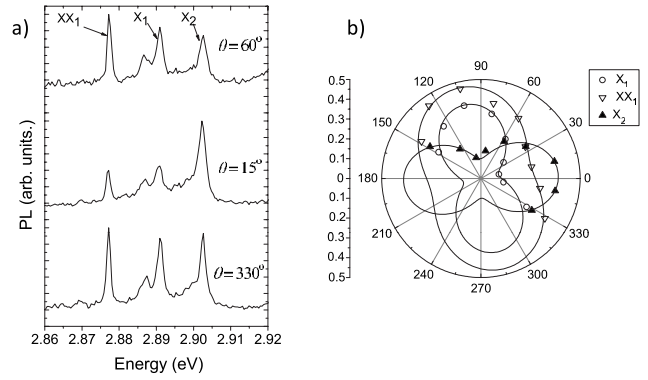 a)
XX1
X1
X2
θ=60°
θ=15°
θ=330°
PL (arb. units.)
2.86 2.87 2.88 2.89 2.90 2.91 2.92
Energy (eV)
b)
0.5
0.4
0.3
0.2
0.1
0
0.1
0.2
0.3
0.4
0.5
90
120 60
150 30
180 0
210 330
240 300
270
X1
XX1
X2